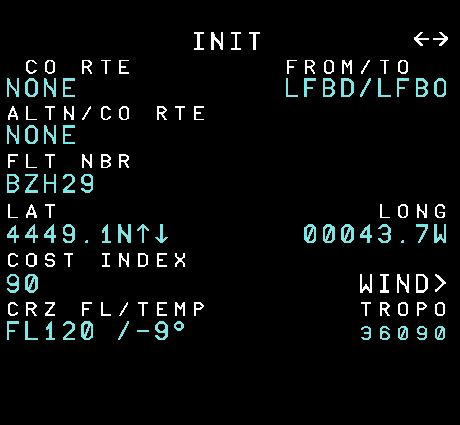 INIT ←→
CO RTE FROM/TO
NONE LFBD/LFBO
ALTN/CO RTE
NONE
FLT NBR
BZH29
LAT LONG
4449.1N↑↓ 00043.7W
COST INDEX
90 WIND>
CRZ FL/TEMP TROPO
FL120 /-9° 36090